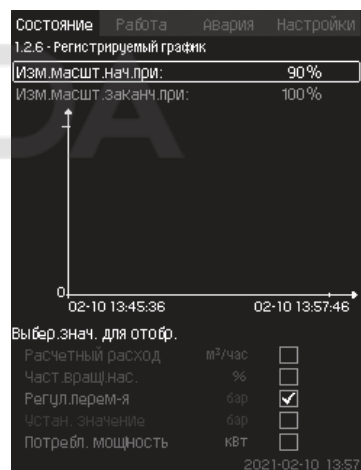 Состояние Работа Авария Настройки
1.2.6 - Регистрируемый график
Изм.масшт.нач.при: 90%
Изм.масшт.заканч.при: 100%
0
02-10 13:45:36 02-10 13:57:46
Выбер.знач. для отобр.
Расчетный расход м³/час
Част.вращ.нас. %
Регул.перем-я бар
Устан. значение бар
Потребл. мощность кВт
2021-02-10 13:57